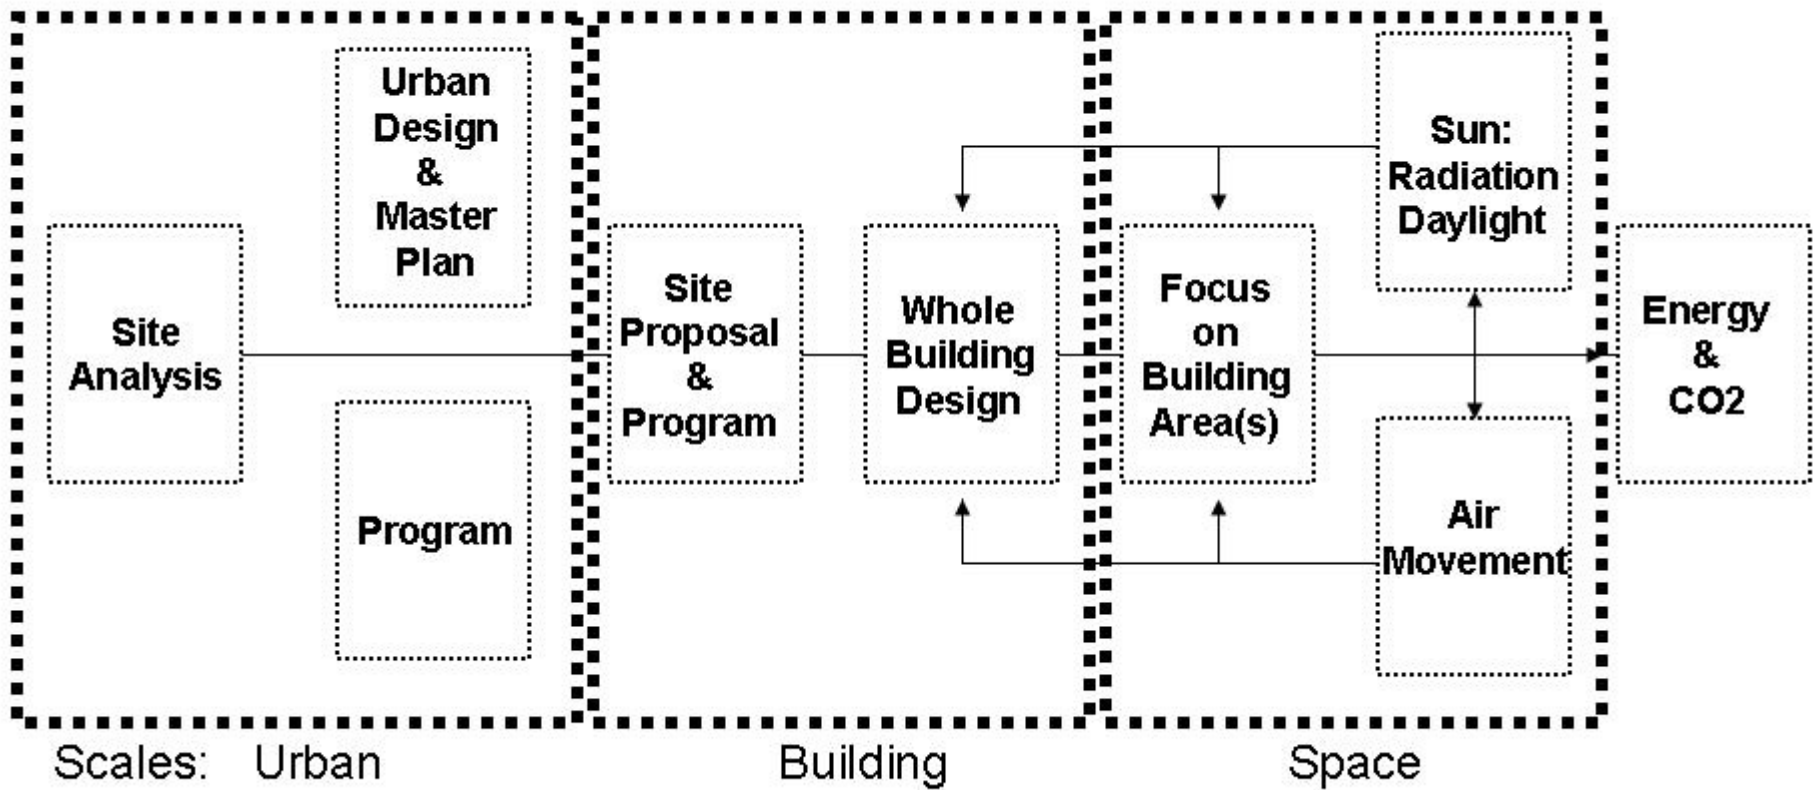 Urban
Design
&
Master
Plan
Site
Analysis
Program
Site
Proposal
&
Program
Whole
Building
Design
Focus
on
Building
Area(s)
Sun:
Radiation
Daylight
Air
Movement
Energy
&
CO2
Scales: Urban
Building
Space